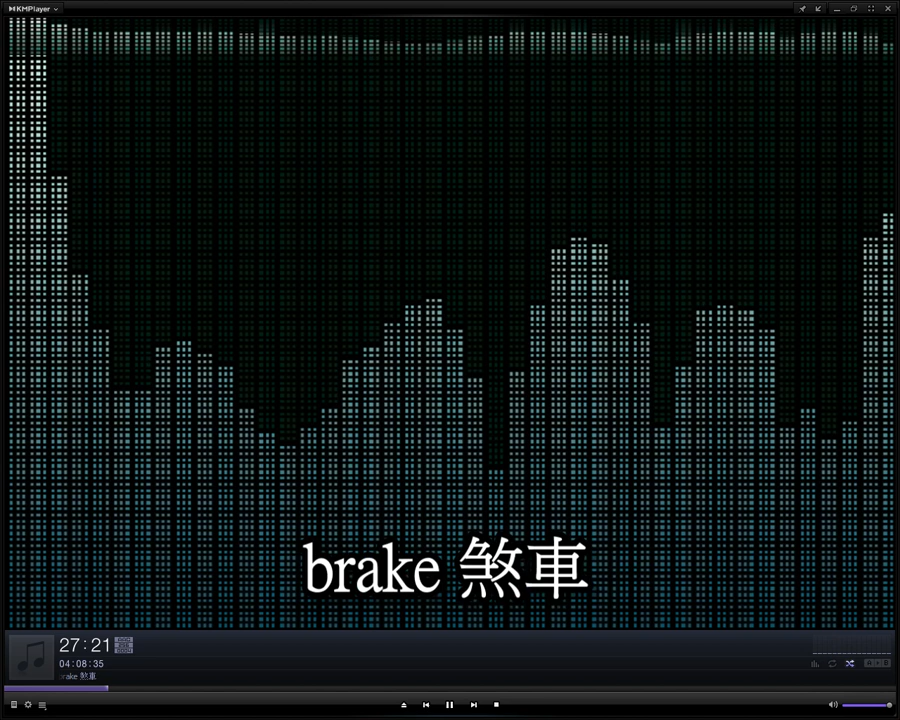 KMPlayer
brake 煞車
27:21
04:08:35
rake 煞車